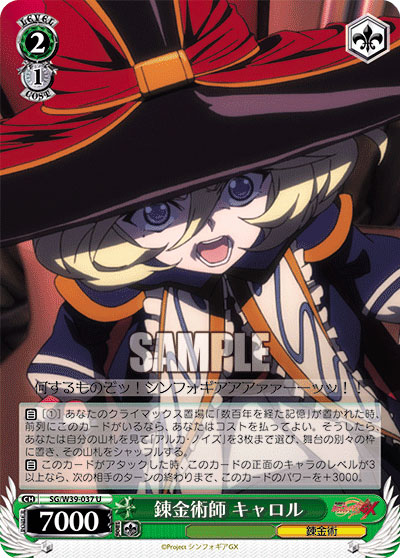 LEVEL
2
1
COST
SAMPLE
何するものぞッ！シンフォギアアアァァーーッッ！！
自 [①] あなたのクライマックス置場に「数百年を経た記憶」が置かれた時、
前列にこのカードがいるなら、あなたはコストを払ってよい。そうしたら、
あなたは自分の山札を見て「アルカ・ノイズ」を3枚まで選び、舞台の別々の枠
に置き、その山札をシャッフルする。
自 このカードがアタックした時、このカードの正面のキャラのレベルが3
以上なら、次の相手のターンの終わりまで、このカードのパワーを＋3000。
CH SG/W39-037 U
7000
錬金術師 キャロル
錬金術
©Project シンフォギアGX